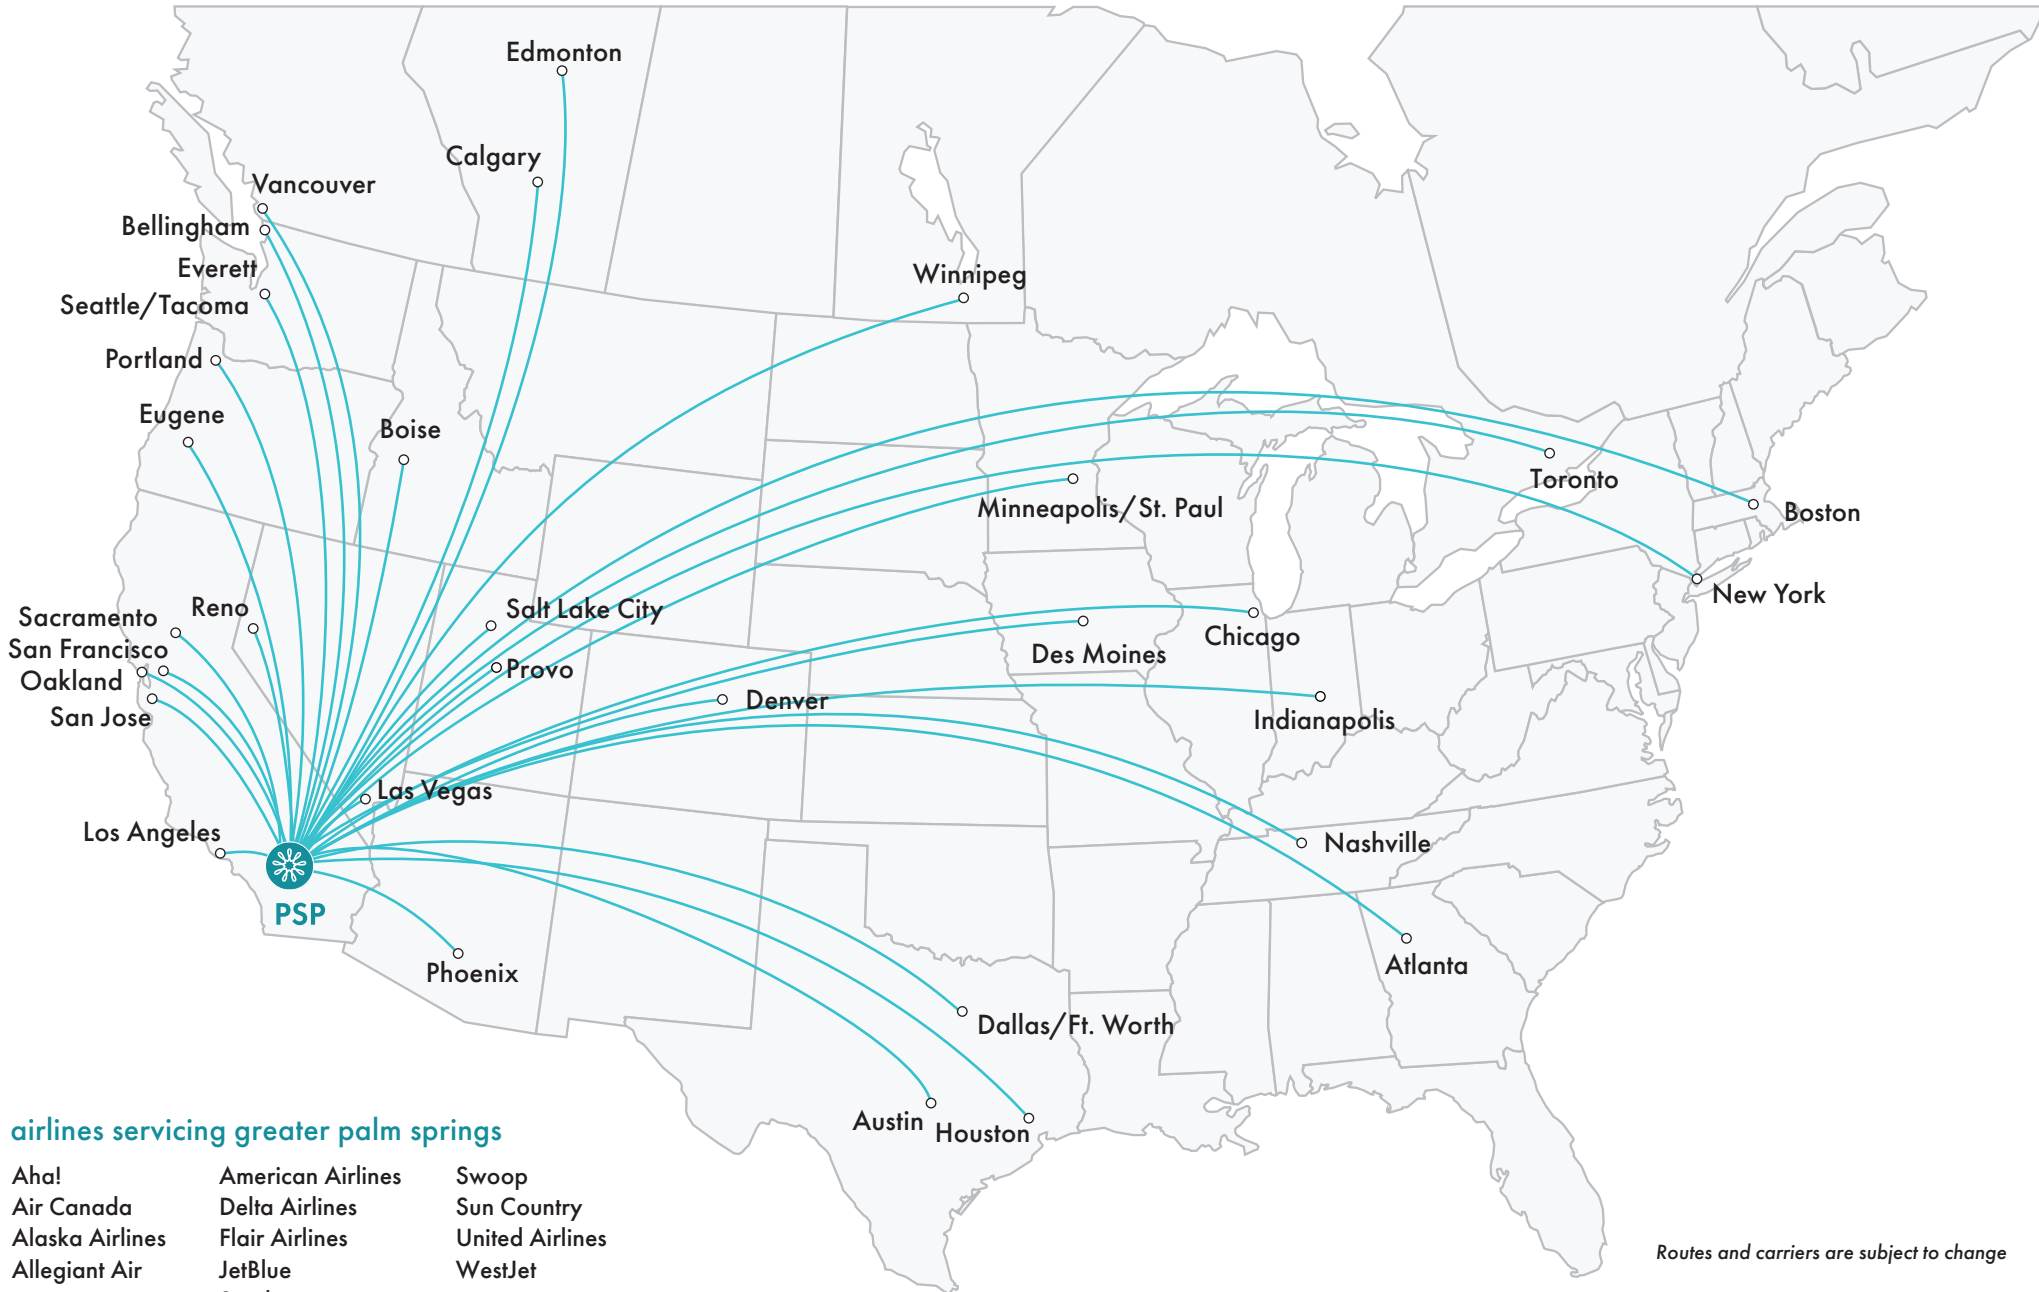 Edmonton
Calgary
Vancouver
Bellingham
Everett
Seattle/Tacoma
Winnipeg
Portland
Eugene
Boise
Toronto
Minneapolis/St. Paul
Boston
New York
Reno
Salt Lake City
Sacramento
San Francisco
Oakland
San Jose
Provo
Chicago
Des Moines
Denver
Indianapolis
Las Vegas
Los Angeles
Nashville
PSP
Phoenix
Atlanta
Dallas/Ft. Worth
Austin
Houston
airlines servicing greater palm springs
Aha!
Air Canada
Alaska Airlines
Allegiant Air
American Airlines
Delta Airlines
Flair Airlines
JetBlue
Swoop
Sun Country
United Airlines
WestJet
Routes and carriers are subject to change